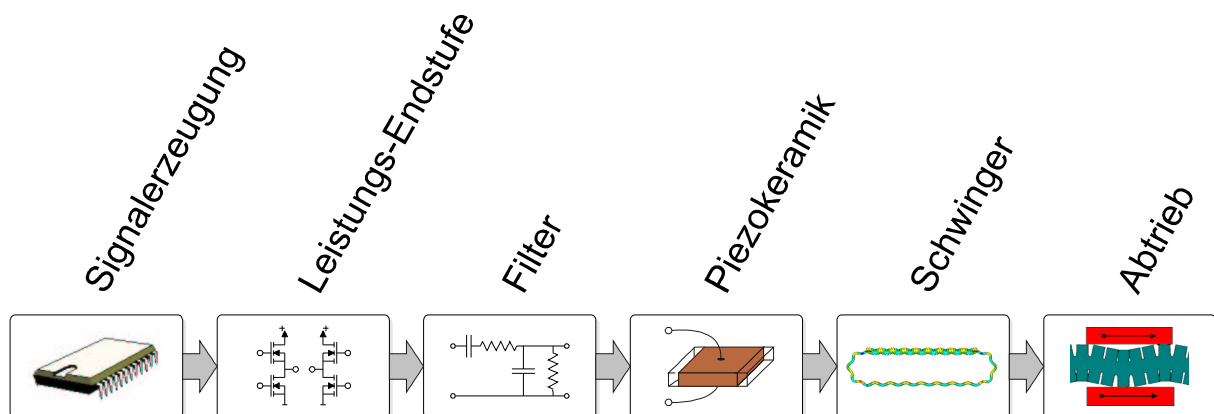 Signalerzeugung
Leistungs-Endstufe
Filter
Piezokeramik
Schwinger
Abtrieb
+ +